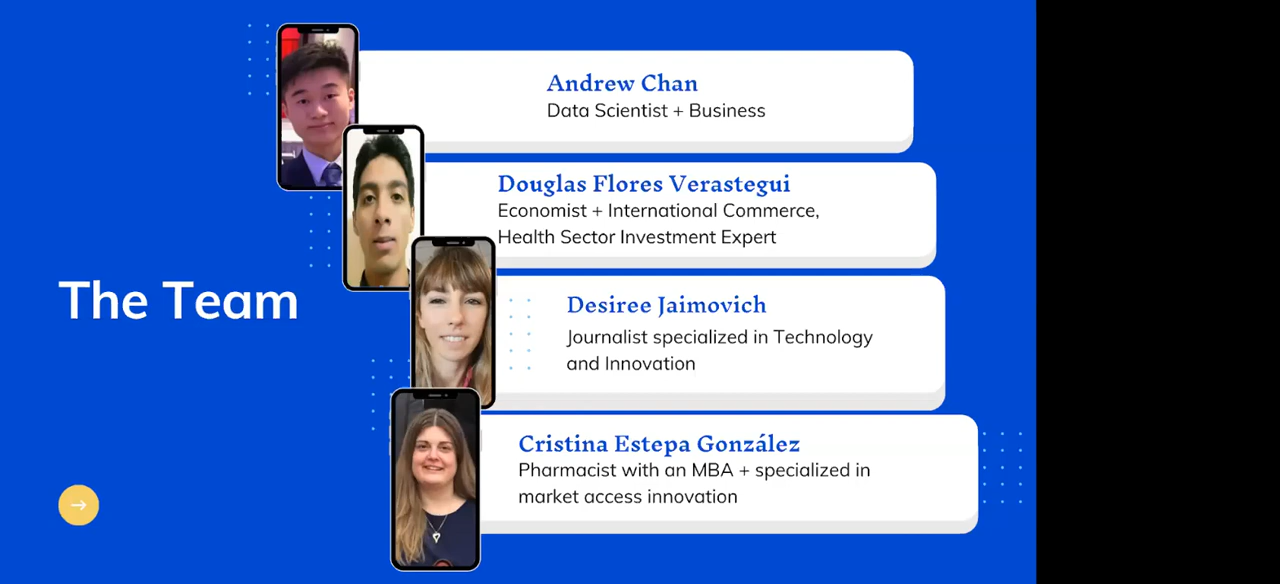 The Team
Andrew Chan
Data Scientist + Business
Douglas Flores Verastegui
Economist + International Commerce,
Health Sector Investment Expert
Desiree Jaimovich
Journalist specialized in Technology
and Innovation
Cristina Estepa González
Pharmacist with an MBA + specialized in
market access innovation